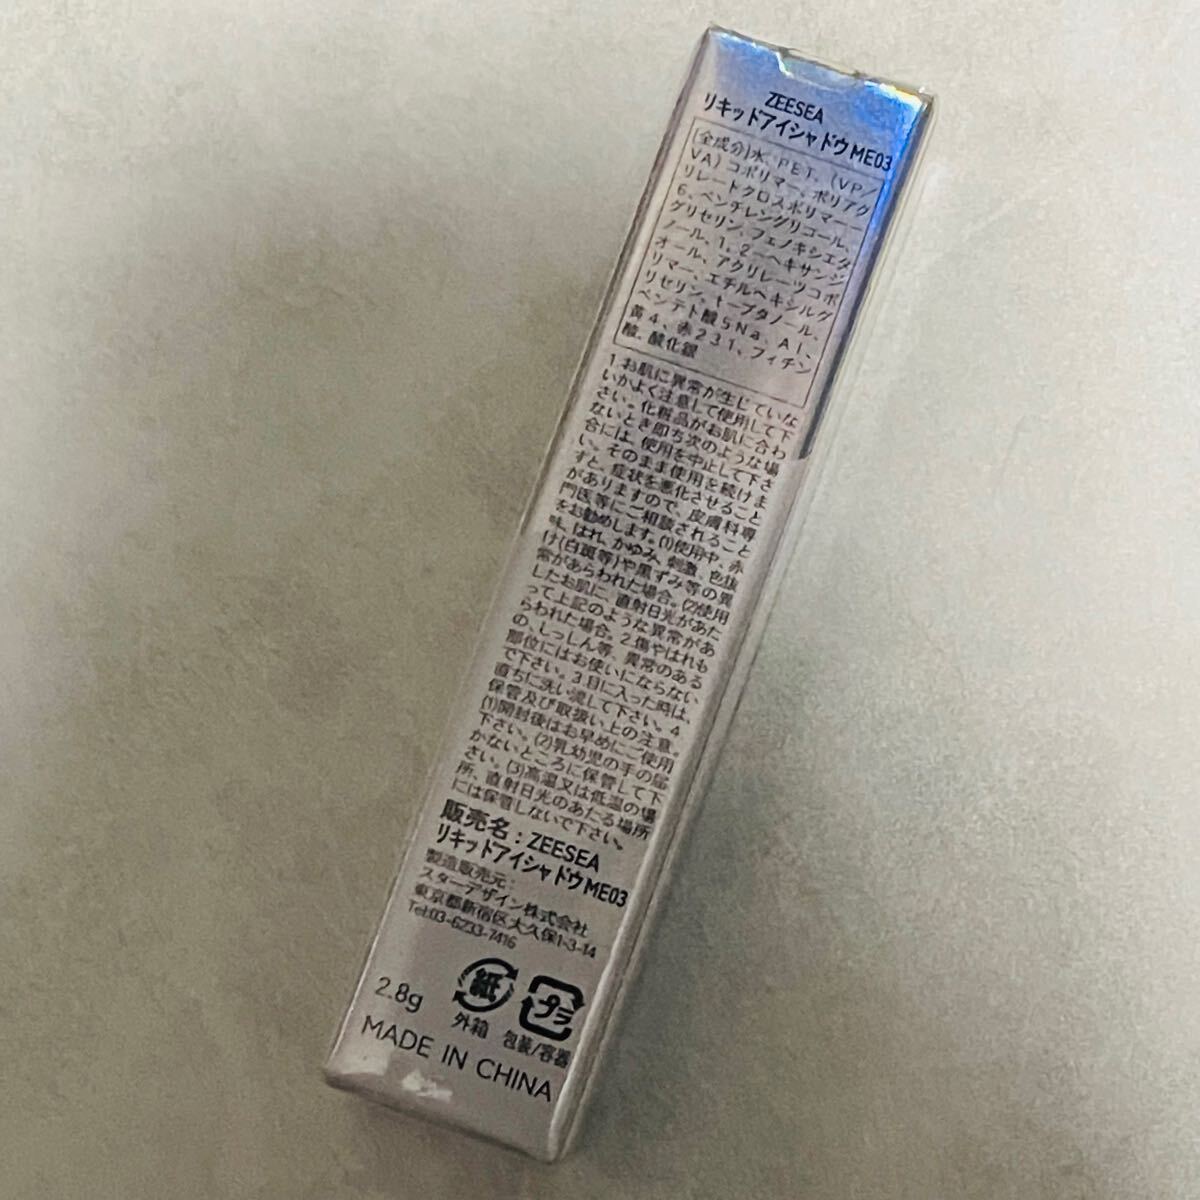 ZEESEA
リキッドアイシャドウ ME03
(全成分)水、PET、(VP/
VA)コポリマー、ポリアク
リレートクロスポリマー-
6、ペンチレングリコール、
グリセリン、フェノキシエタ
ノール、1,2-ヘキサンジ
オール、アクリレーツコポ
リマー、エチルヘキシルグ
リセリン、t-ブタノール、
ペンテト酸5Na、Al、
黄4、赤231、フィチン
酸、酸化銀
1.お肌に異常が生じていな
いかよく注意して使用して下
さい。化粧品がお肌に合わ
ないとき即ち次のような場
合には、使用を中止して下さ
い。そのまま使用を続けま
すと、症状を悪化させること
がありますので、皮膚科専
門医等にご相談されること
をお勧めします。(1)使用中、赤
味、はれ、かゆみ、刺激、色抜
け(白斑等)や黒ずみ等の異
常があらわれた場合。(2)使用
したお肌に、直射日光があた
って上記のような異常があ
らわれた場合。2.傷やはれも
の、しっしん等、異常のある
部位にはお使いにならない
で下さい。3.目に入った時は、
直ちに洗い流して下さい。4
保管及び取扱い上の注意。
(1)開封後はお早めにご使用
下さい。(2)乳幼児の手の届
かないところに保管して下
さい。(3)高温又は低温の場
所、直射日光のあたる場所
には保管しないで下さい。
販売名:ZEESEA
リキッドアイシャドウ ME03
製造販売元:
スターデザイン株式会社
東京都新宿区大久保1-3-14
Tel:03-6233-7416
2.8g
紙
外箱
プラ
包装/容器
MADE IN CHINA